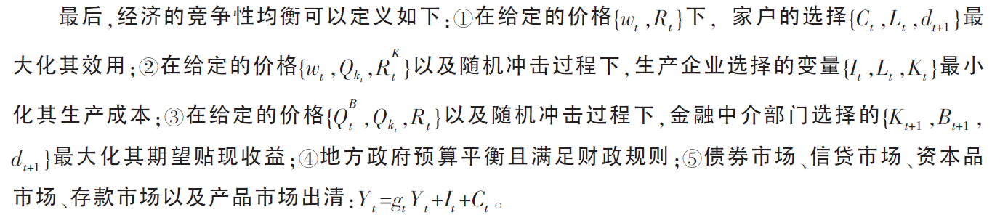 最后,经济的竞争性均衡可以定义如下:①在给定的价格{w_t,R_t}下, 家户的选择{C_t,L_t,d_{t+1}}最
大化其效用;②在给定的价格{w_t,Q_{k_t},R_t^K}以及随机冲击过程下,生产企业选择的变量{I_t,L_t,K_t}最小
化其生产成本;③在给定的价格{Q_t^B,Q_{k_t},R_t}以及随机冲击过程下,金融中介部门选择的{K_{t+1},B_{t+1},
d_{t+1}}最大化其期望贴现收益;④地方政府预算平衡且满足财政规则;⑤债券市场、信贷市场、资本品
市场、存款市场以及产品市场出清:Y_t=g_tY_t+I_t+C_t。